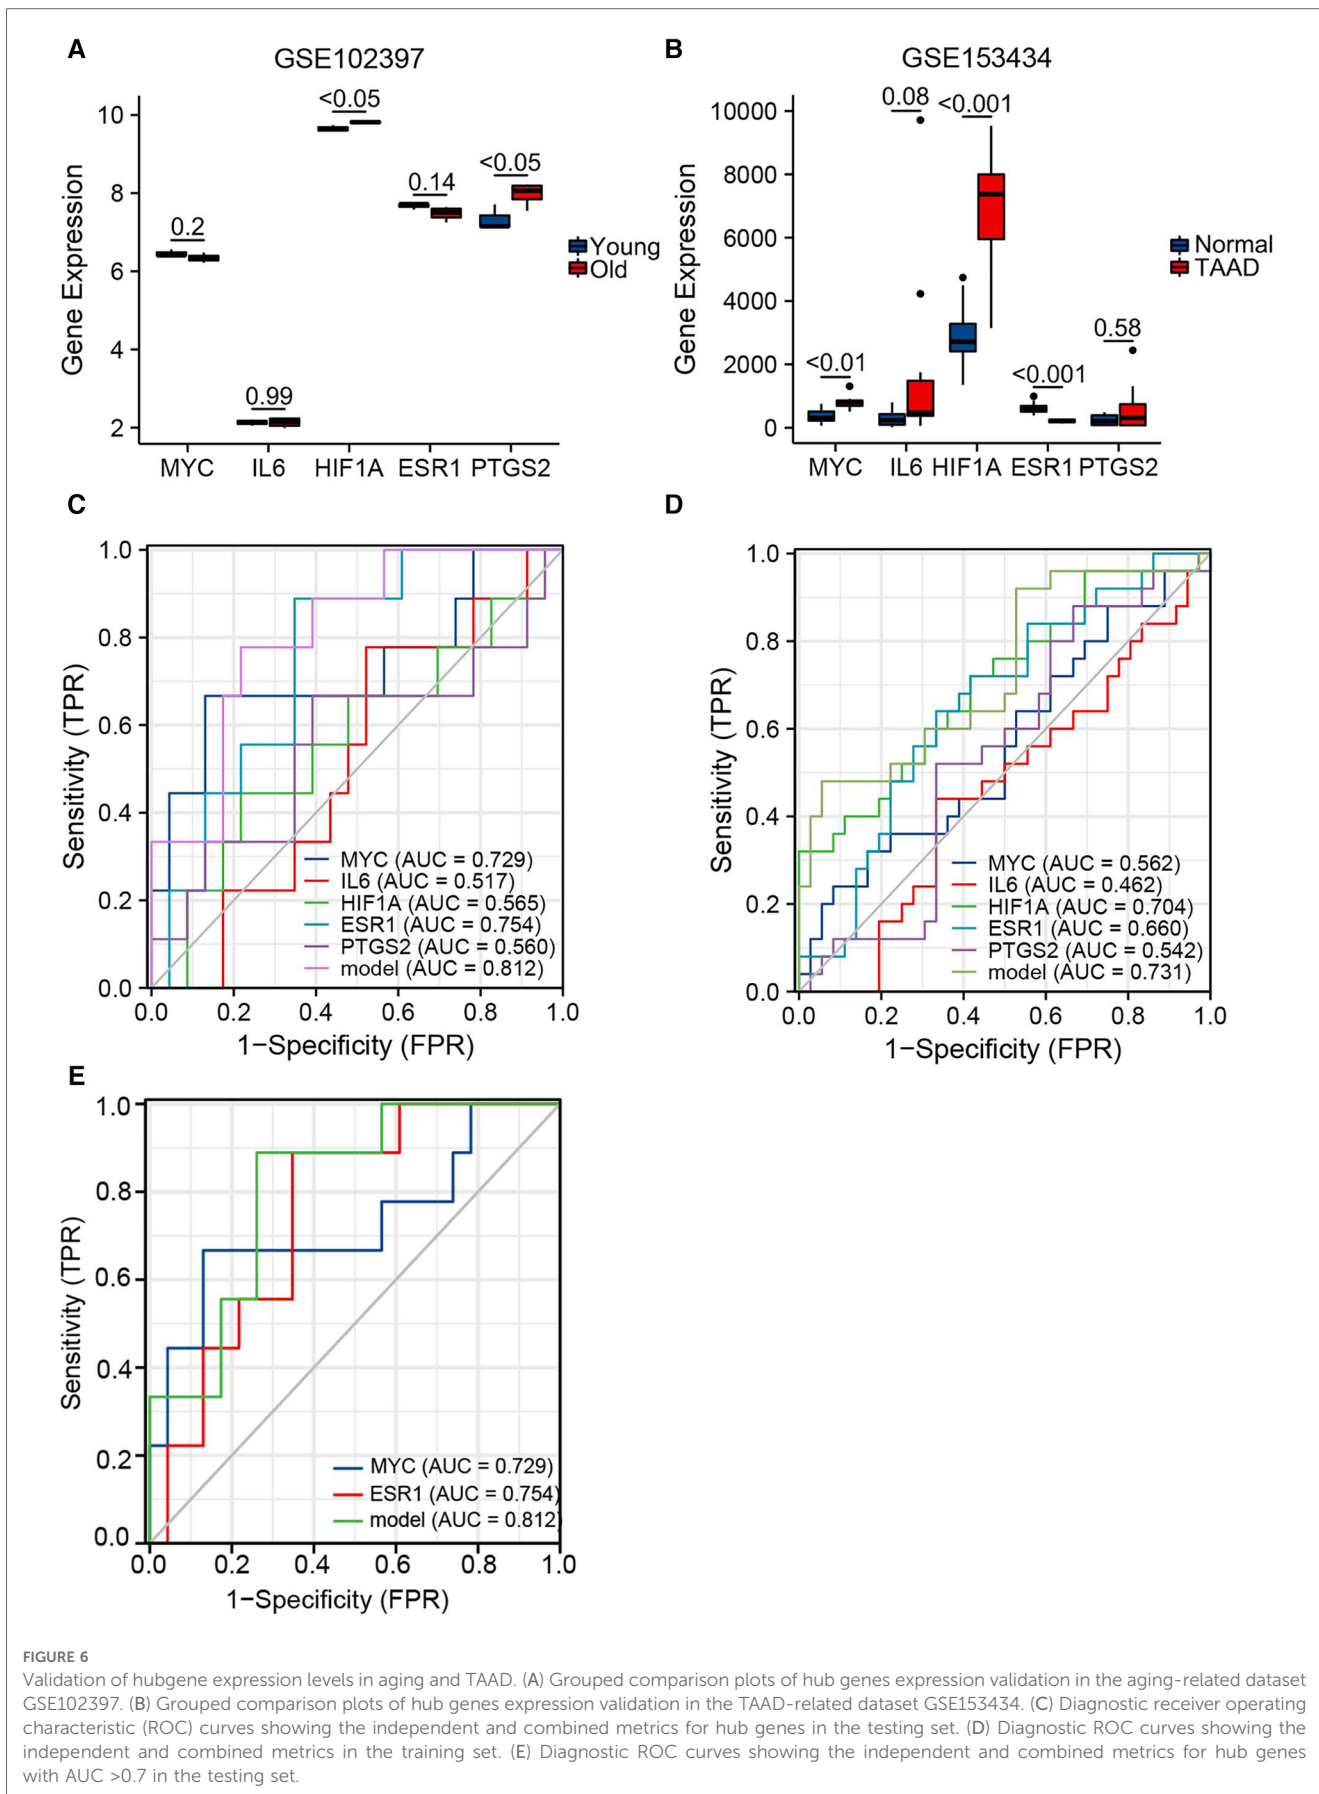 A
GSE102397
Gene Expression
10
8
6
4
2
0.2
0.99
<0.05
0.14
<0.05
MYC IL6 HIF1A ESR1 PTGS2
Young
Old
B
GSE153434
Gene Expression
10000
8000
6000
4000
2000
0
<0.01
0.08
<0.001
<0.001
0.58
MYC IL6 HIF1A ESR1 PTGS2
Normal
TAAD
C
Sensitivity (TPR)
1.0
0.8
0.6
0.4
0.2
0.0
MYC (AUC = 0.729)
IL6 (AUC = 0.517)
HIF1A (AUC = 0.565)
ESR1 (AUC = 0.754)
PTGS2 (AUC = 0.560)
model (AUC = 0.812)
0.0 0.2 0.4 0.6 0.8 1.0
1−Specificity (FPR)
D
Sensitivity (TPR)
1.0
0.8
0.6
0.4
0.2
0.0
MYC (AUC = 0.562)
IL6 (AUC = 0.462)
HIF1A (AUC = 0.704)
ESR1 (AUC = 0.660)
PTGS2 (AUC = 0.542)
model (AUC = 0.731)
0.0 0.2 0.4 0.6 0.8 1.0
1−Specificity (FPR)
E
Sensitivity (TPR)
1.0
0.8
0.6
0.4
0.2
0.0
MYC (AUC = 0.729)
ESR1 (AUC = 0.754)
model (AUC = 0.812)
0.0 0.2 0.4 0.6 0.8 1.0
1−Specificity (FPR)
FIGURE 6
Validation of hubgene expression levels in aging and TAAD. (A) Grouped comparison plots of hub genes expression validation in the aging-related dataset
GSE102397. (B) Grouped comparison plots of hub genes expression validation in the TAAD-related dataset GSE153434. (C) Diagnostic receiver operating
characteristic (ROC) curves showing the independent and combined metrics for hub genes in the testing set. (D) Diagnostic ROC curves showing the
independent and combined metrics in the training set. (E) Diagnostic ROC curves showing the independent and combined metrics for hub genes
with AUC >0.7 in the testing set.